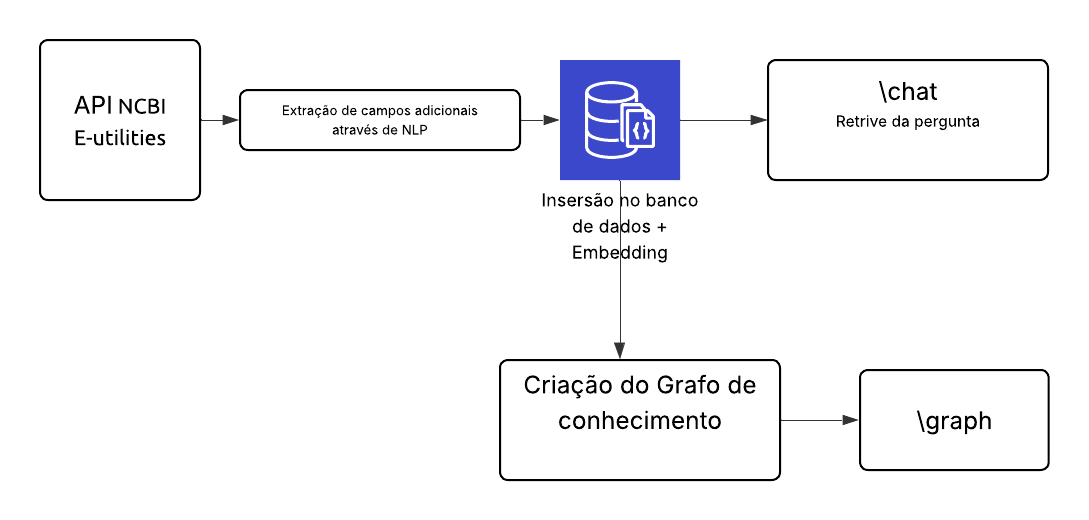 API NCBI
E-utilities
Extração de campos adicionais
através de NLP
{}
\chat
Retrive da pergunta
Insersão no banco
de dados +
Embedding
Criação do Grafo de
conhecimento
\graph